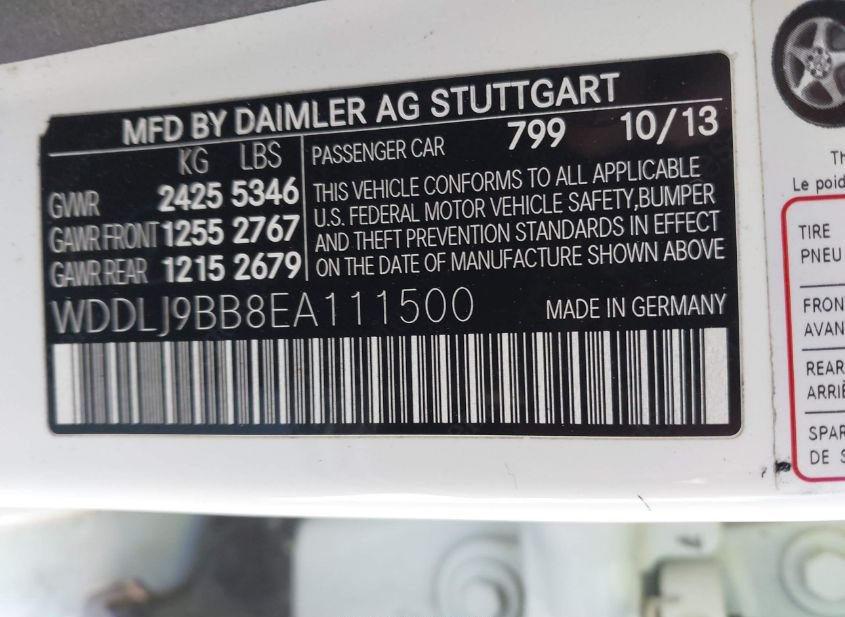 MFD BY DAIMLER AG STUTTGART
KG LBS
GVWR 2425 5346
GAWR FRONT 1255 2767
GAWR REAR 1215 2679
PASSENGER CAR 799 10/13
THIS VEHICLE CONFORMS TO ALL APPLICABLE
U.S. FEDERAL MOTOR VEHICLE SAFETY,BUMPER
AND THEFT PREVENTION STANDARDS IN EFFECT
ON THE DATE OF MANUFACTURE SHOWN ABOVE
WDDLJ9BB8EA111500 MADE IN GERMANY
Th
Le poid
TIRE
PNEU
FRON
AVAN
REAR
ARRIÈ
SPAR
DE S